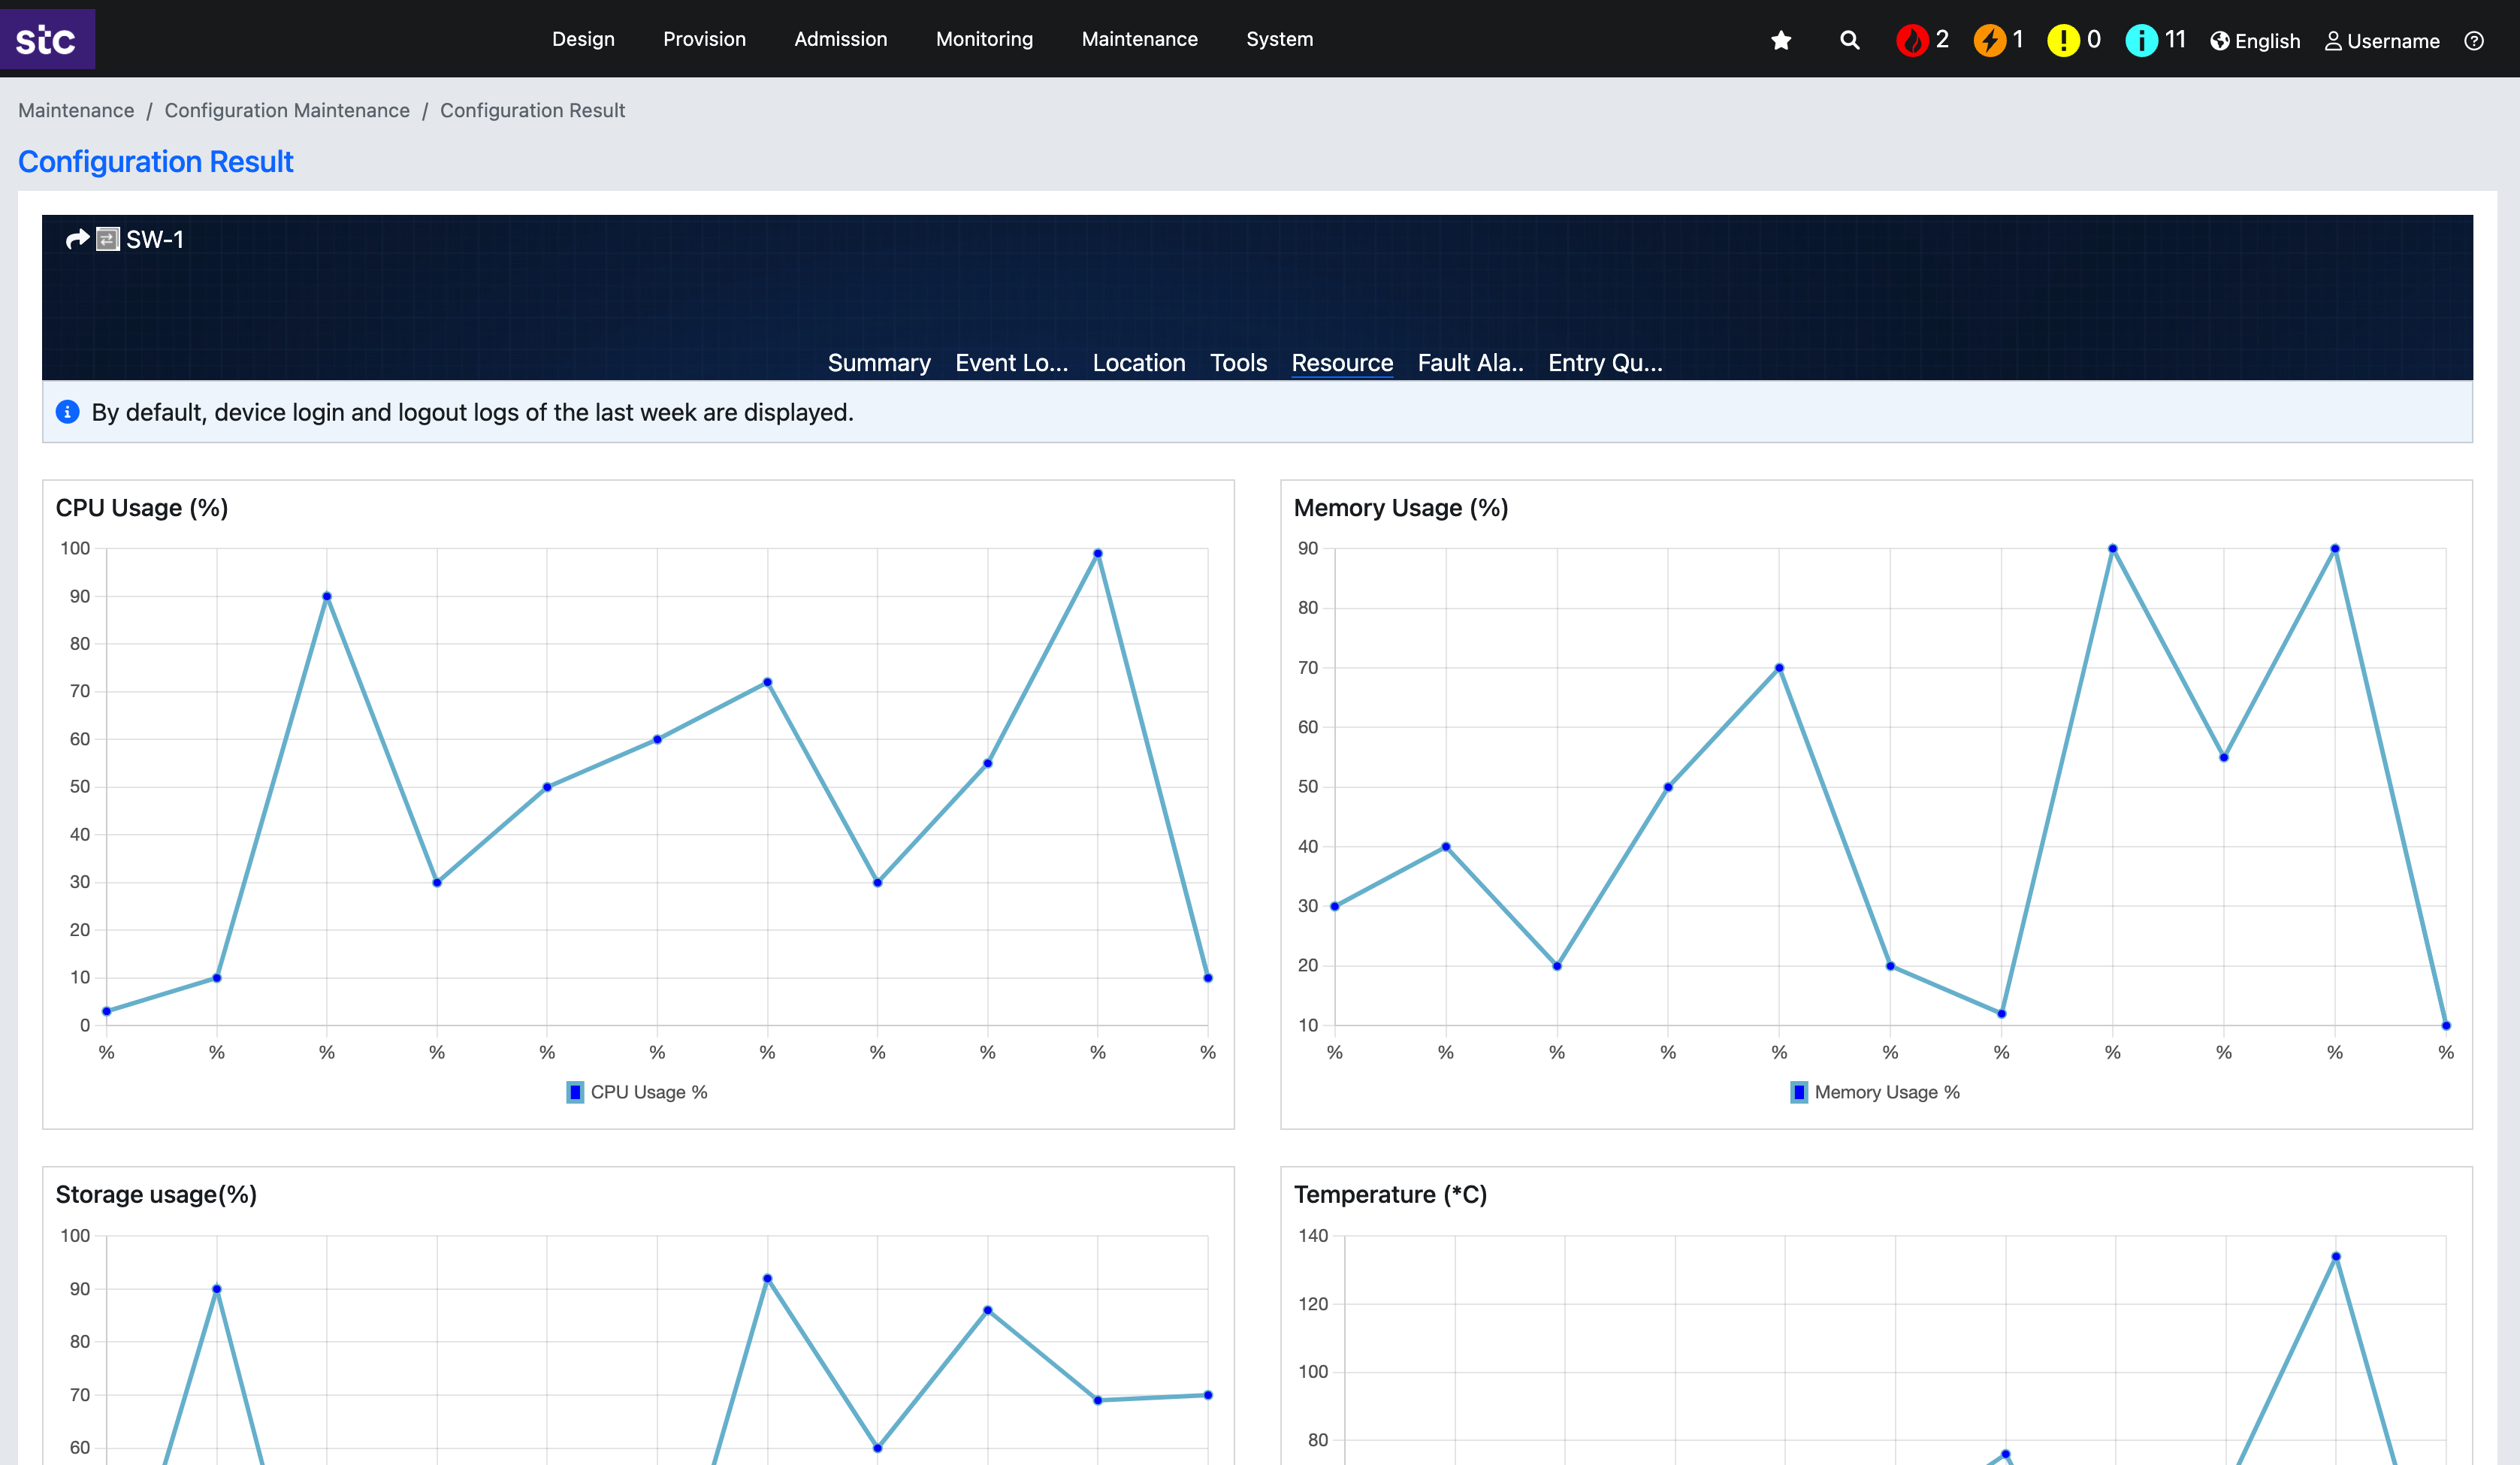 stc Design Provision Admission Monitoring Maintenance System 2 1 0 11 English Username
Maintenance / Configuration Maintenance / Configuration Result
Configuration Result
SW-1
Summary Event Lo... Location Tools Resource Fault Ala.. Entry Qu...
By default, device login and logout logs of the last week are displayed.
CPU Usage (%)
100
90
80
70
60
50
40
30
20
10
0
% % % % % % % % % % %
CPU Usage %
Memory Usage (%)
90
80
70
60
50
40
30
20
10
% % % % % % % % % % %
Memory Usage %
Storage usage(%)
100
90
80
70
60
Temperature (*C)
140
120
100
80